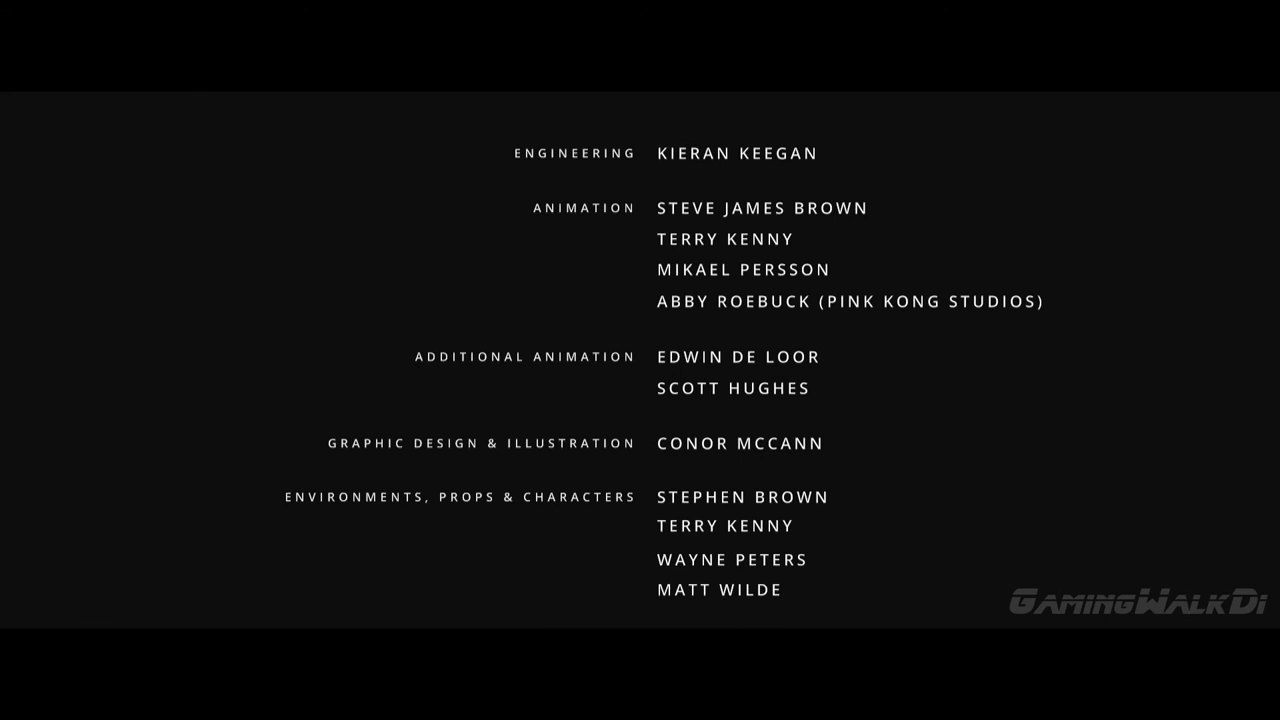 ENGINEERING KIERAN KEEGAN
ANIMATION STEVE JAMES BROWN
TERRY KENNY
MIKAEL PERSSON
ABBY ROEBUCK (PINK KONG STUDIOS)
ADDITIONAL ANIMATION EDWIN DE LOOR
SCOTT HUGHES
GRAPHIC DESIGN & ILLUSTRATION CONOR MCCANN
ENVIRONMENTS, PROPS & CHARACTERS STEPHEN BROWN
TERRY KENNY
WAYNE PETERS
MATT WILDE
GAMINGWALKDI